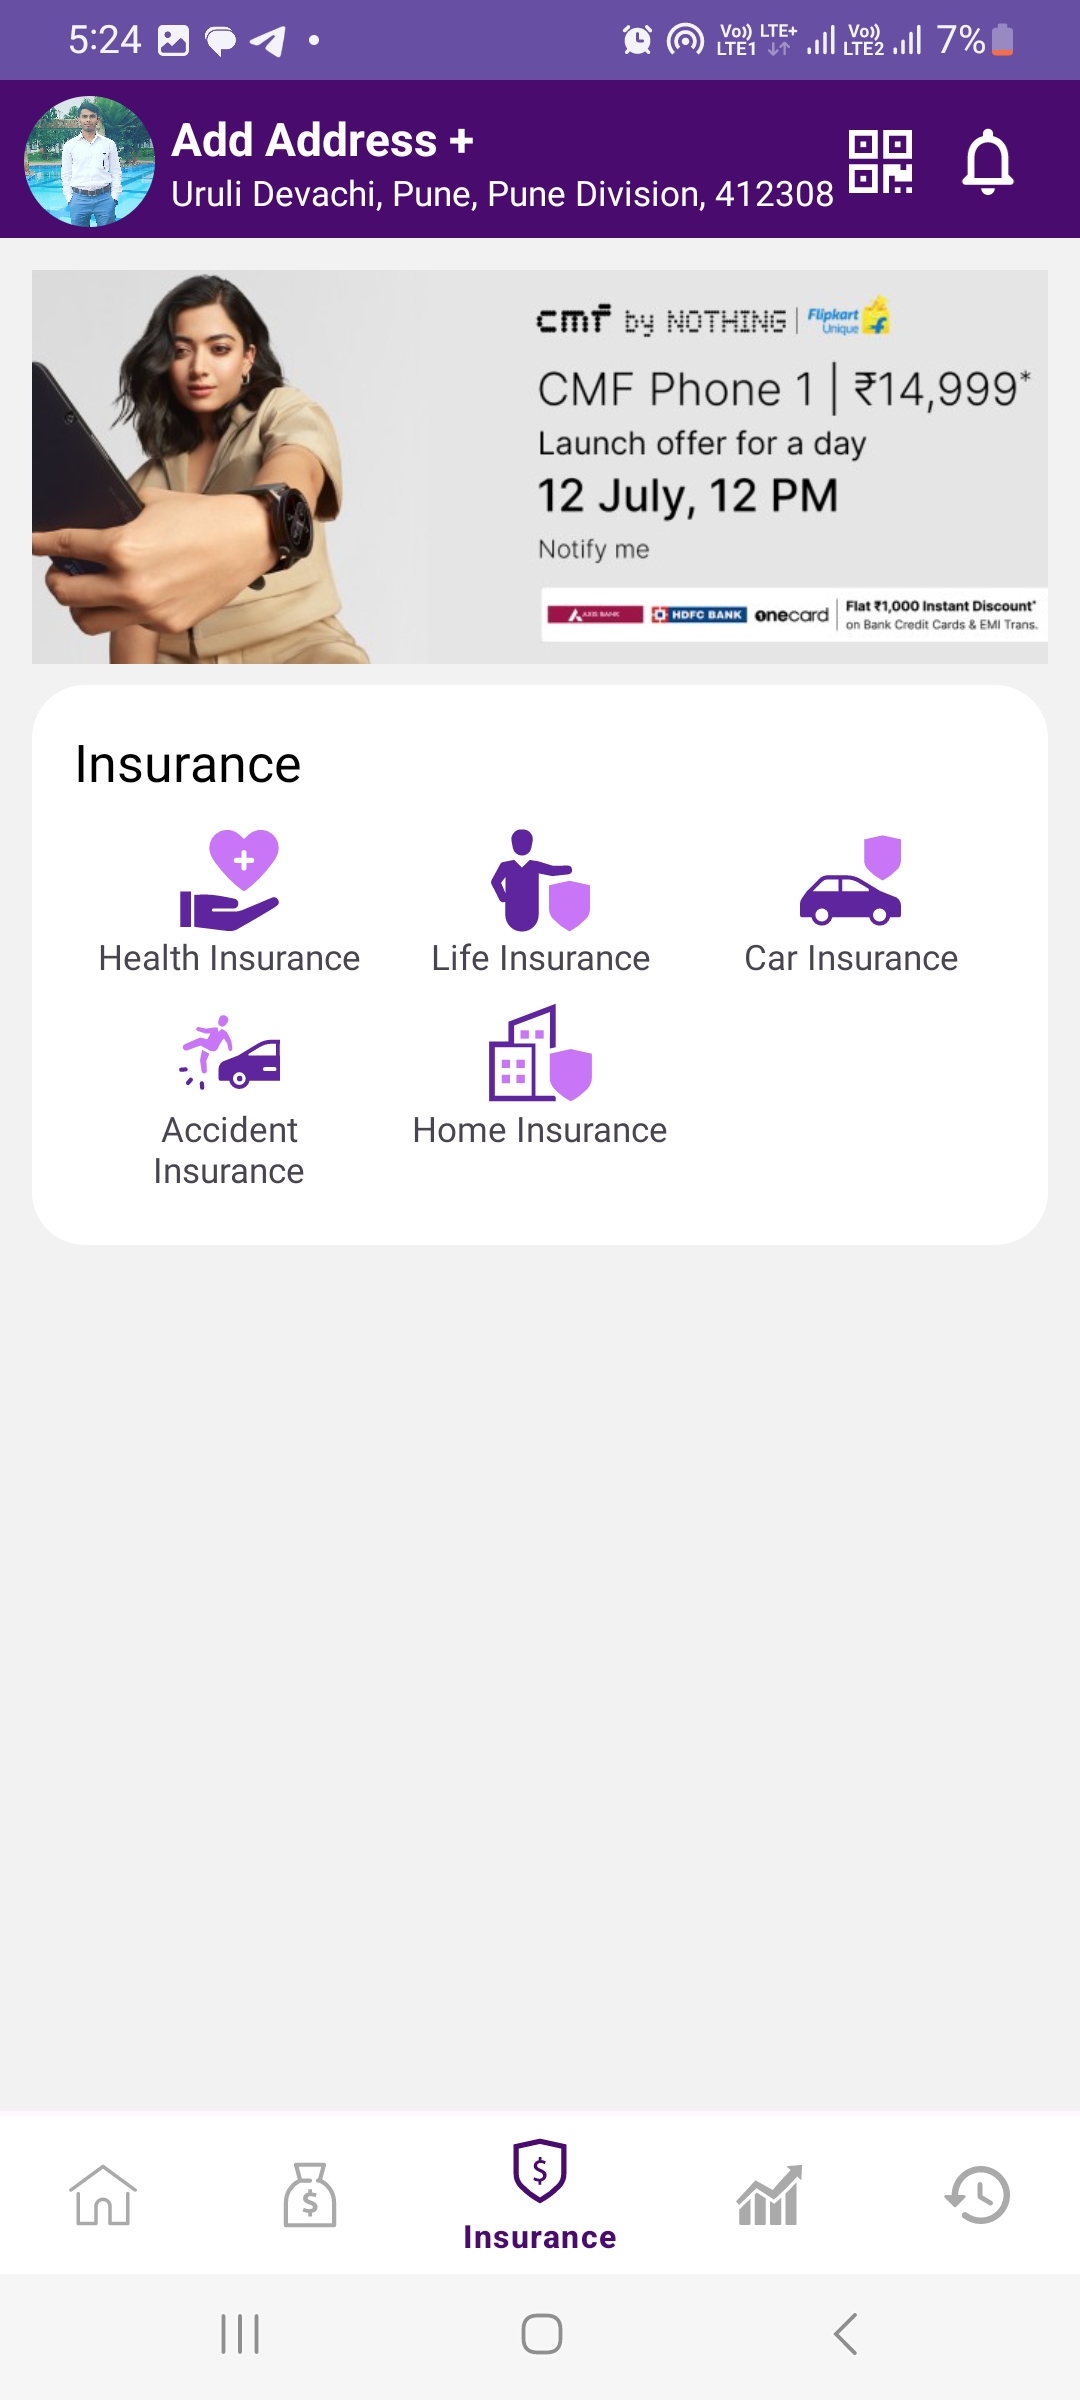 5:24
Vo)) LTE1 LTE+ Vo)) LTE2 7%
Add Address +
Uruli Devachi, Pune, Pune Division, 412308
cmf by NOTHING | Flipkart Unique
CMF Phone 1 | ₹14,999*
Launch offer for a day
12 July, 12 PM
Notify me
AXIS BANK HDFC BANK onecard Flat ₹1,000 Instant Discount*
on Bank Credit Cards & EMI Trans.
Insurance
Health Insurance Life Insurance Car Insurance
Accident Insurance Home Insurance
Insurance